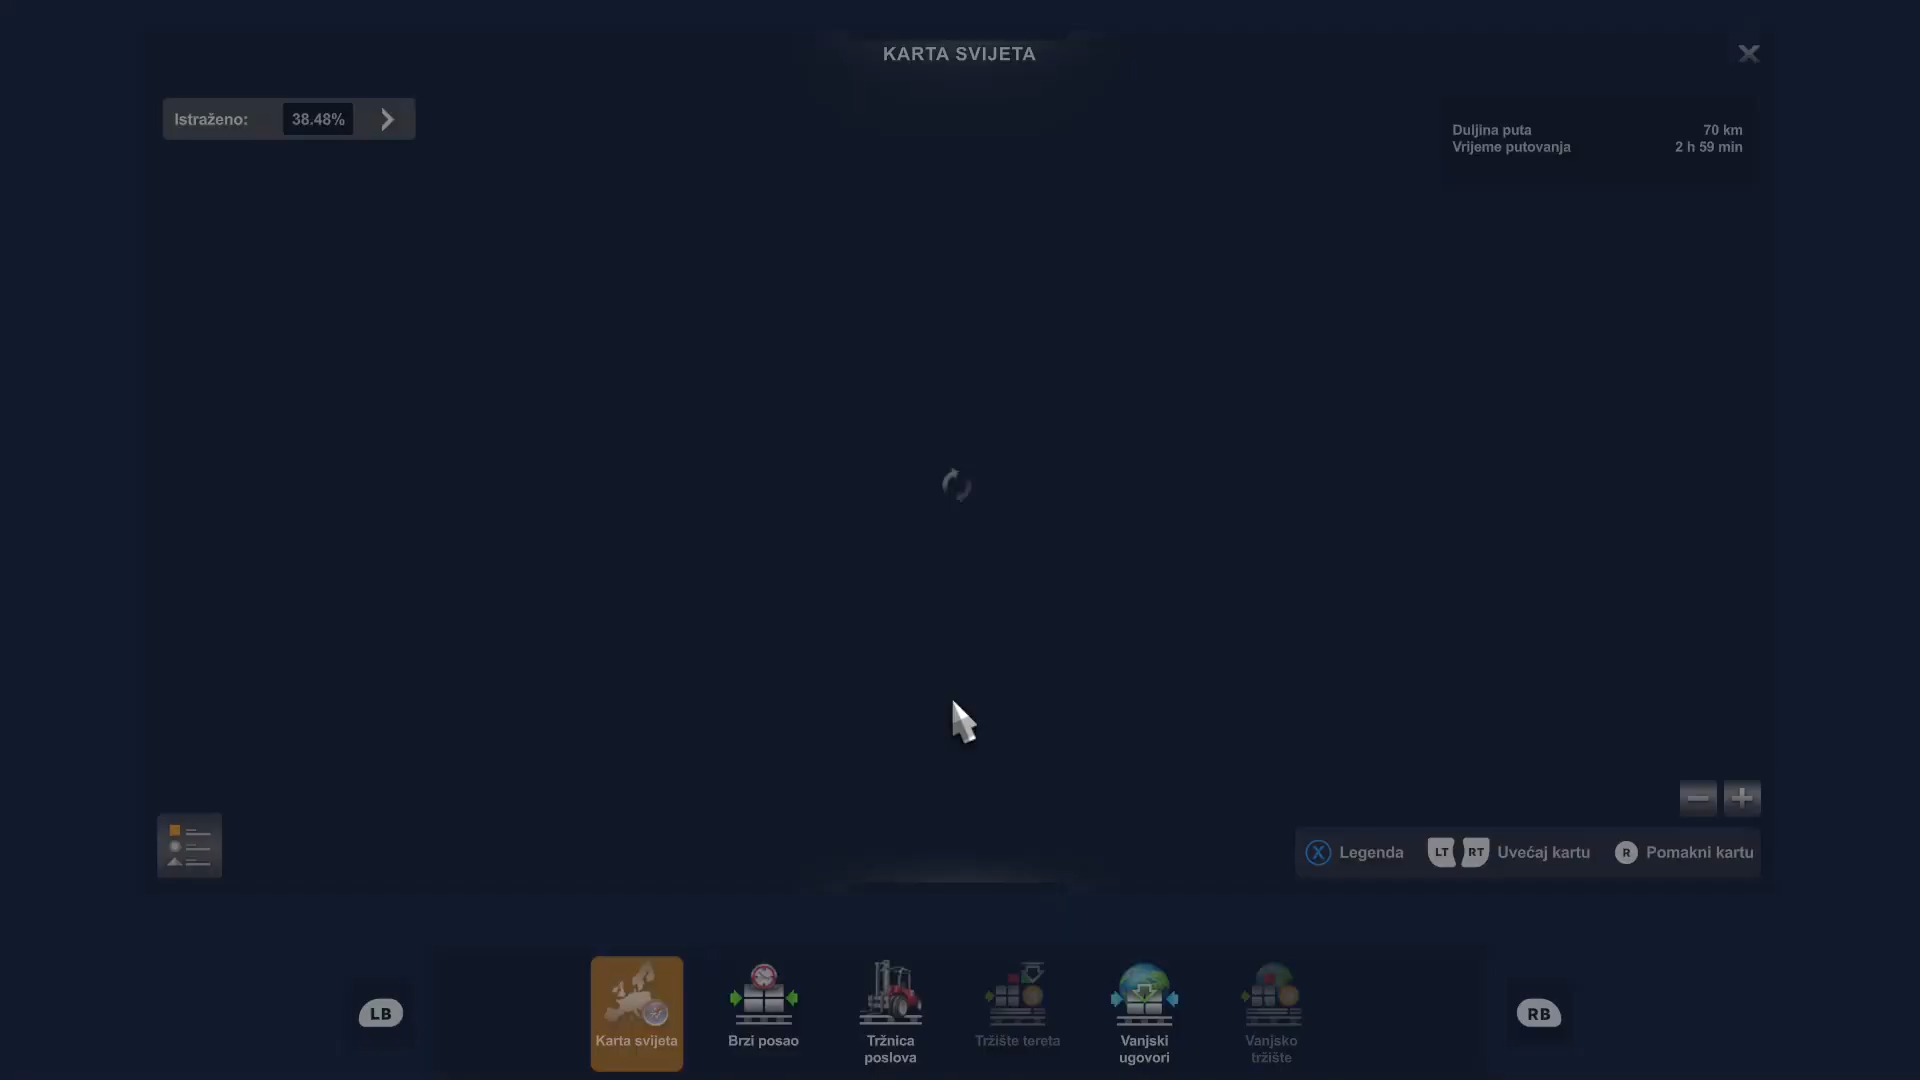 KARTA SVIJETA
Istraženo: 38.48%
Duljina puta 70 km
Vrijeme putovanja 2 h 59 min
X Legenda LT RT Uvećaj kartu R Pomakni kartu
LB
Karta svijeta
Brzi posao
Tržnica
poslova
Tržište tereta
Vanjski
ugovori
Vanjsko
tržište
RB